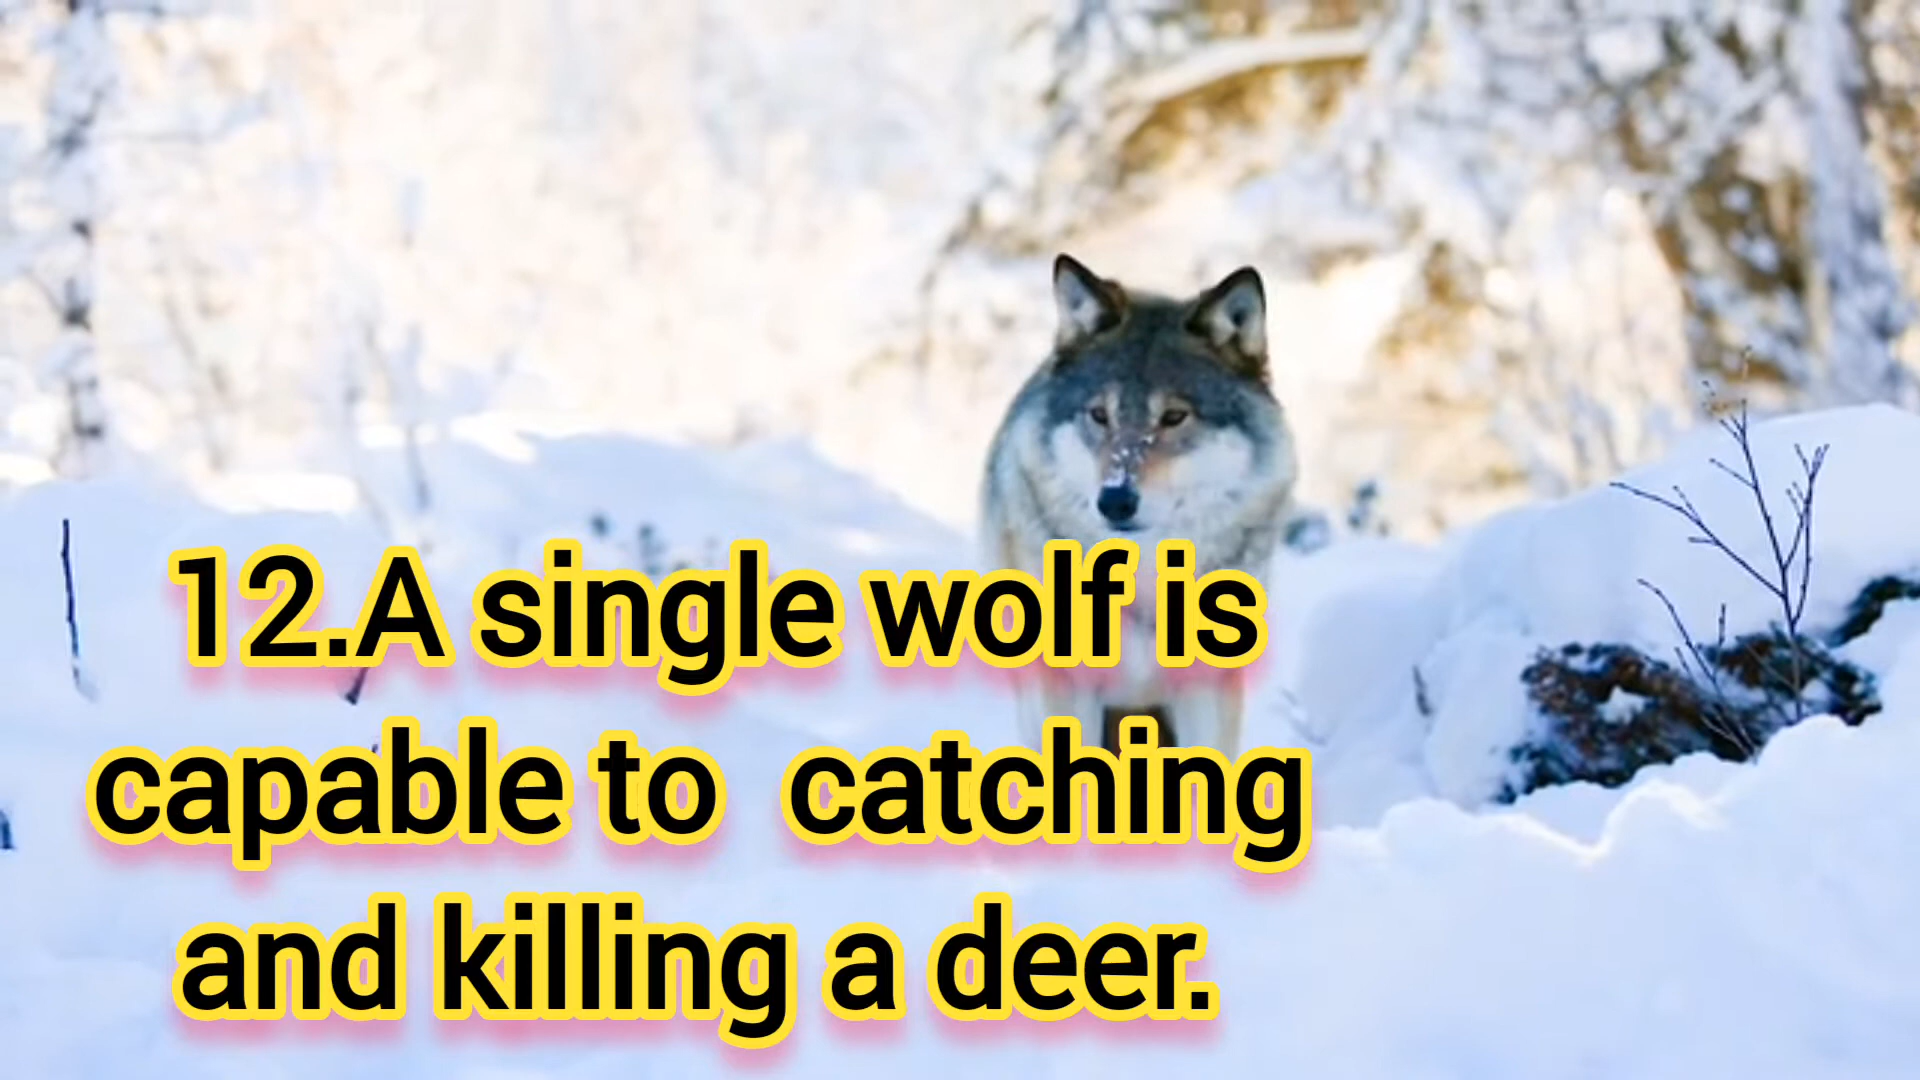 12.A single wolf is
capable to  catching
and killing a deer.